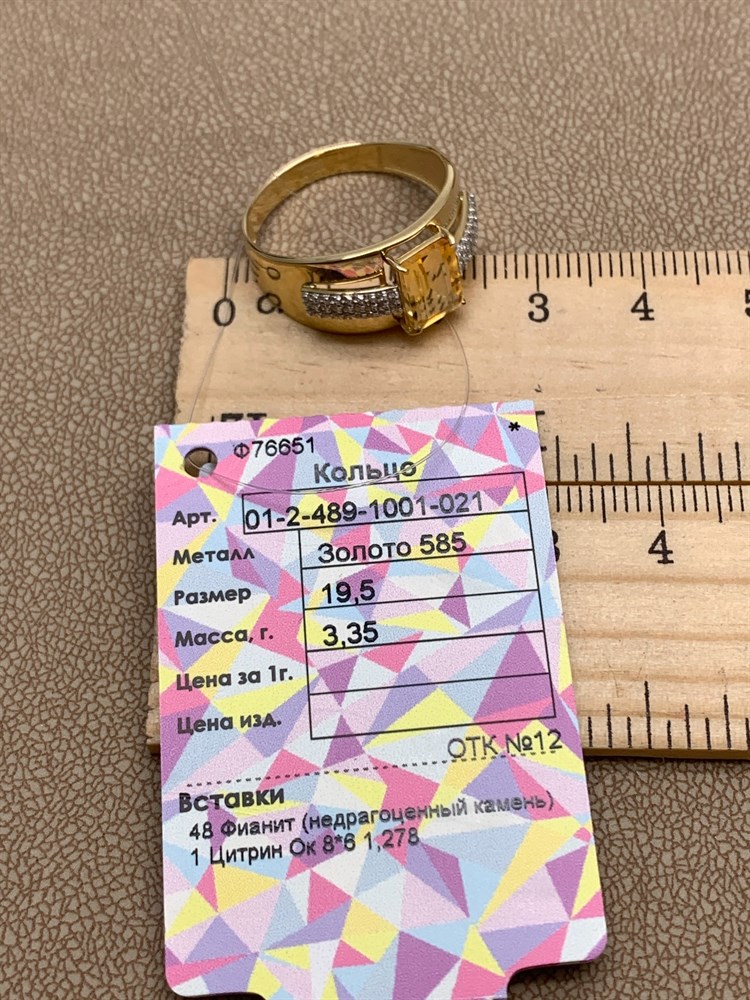 0
3 4
Ф76651
*
Кольцо
Арт. 01-2-489-1001-021
Металл Золото 585
Размер 19,5
Масса, г. 3,35
Цена за 1г.
Цена изд.
4
ОТК №12
Вставки
48 Фианит (недрагоценный камень)
1 Цитрин Ок 8*6 1,278